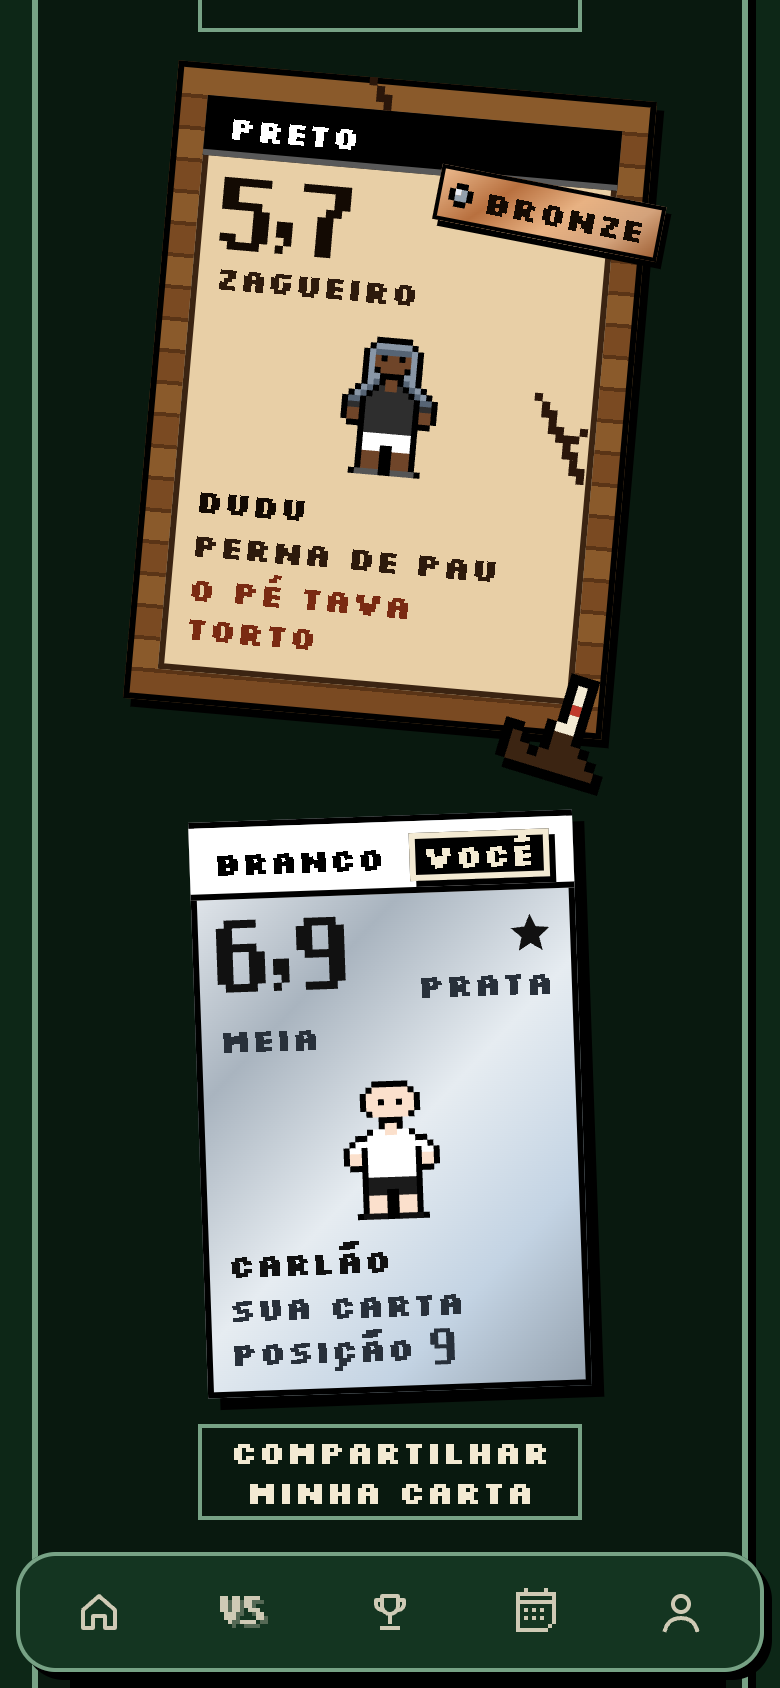 PRETO
BRONZE
5,7
ZAGUEIRO
DUDU
PERNA DE PAU
O PÉ TAVA
TORTO
BRANCO
VOCÊ
6,9
PRATA
MEIA
CARLÃO
SUA CARTA
POSIÇÃO 9
COMPARTILHAR
MINHA CARTA
VS